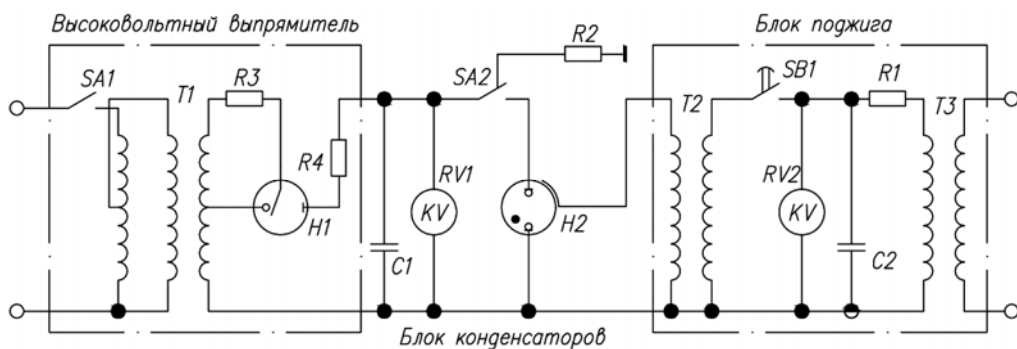 Высоковольтный выпрямитель
Блок поджига
SA1
T1
R3
R4
H1
C1
RV1
KV
SA2
R2
H2
T2
SB1
R1
T3
RV2
KV
C2
Блок конденсаторов